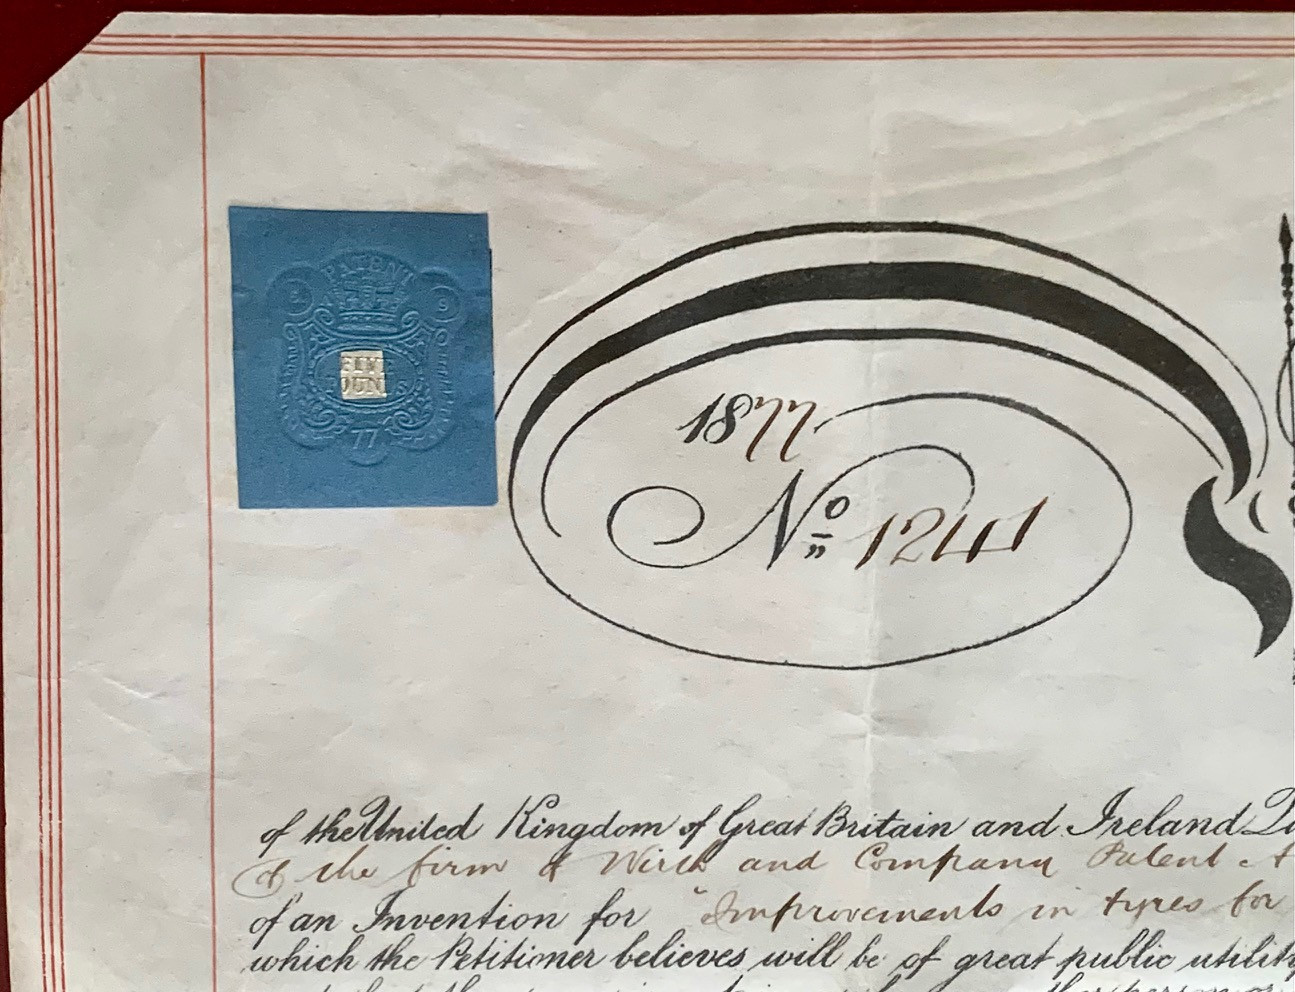 PATENT
FIVE
POUNDS
77
1877
No 1241
of the United Kingdom of Great Britain and Ireland
of the firm of Wirth and Company Patent
of an Invention for "Improvements in tyres for
which the Petitioner believes will be of great public utility